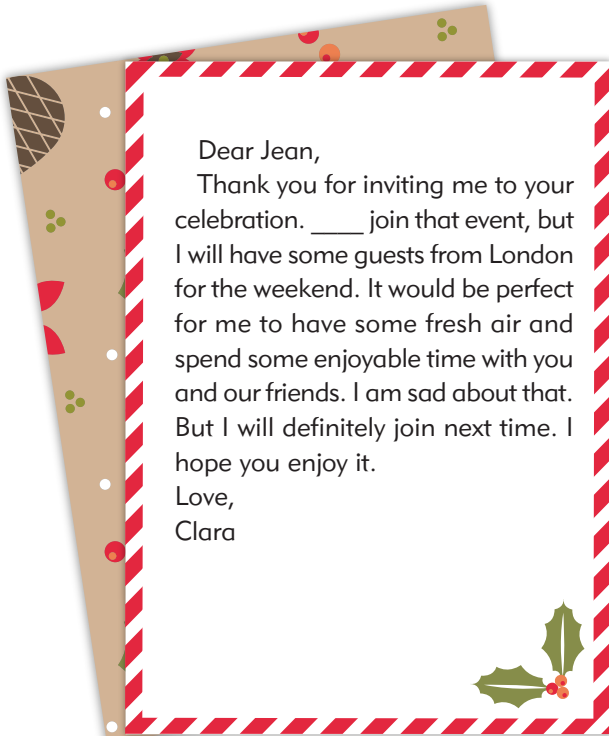 Dear Jean,
Thank you for inviting me to your
celebration. ____ join that event, but
I will have some guests from London
for the weekend. It would be perfect
for me to have some fresh air and
spend some enjoyable time with you
and our friends. I am sad about that.
But I will definitely join next time. I
hope you enjoy it.
Love,
Clara